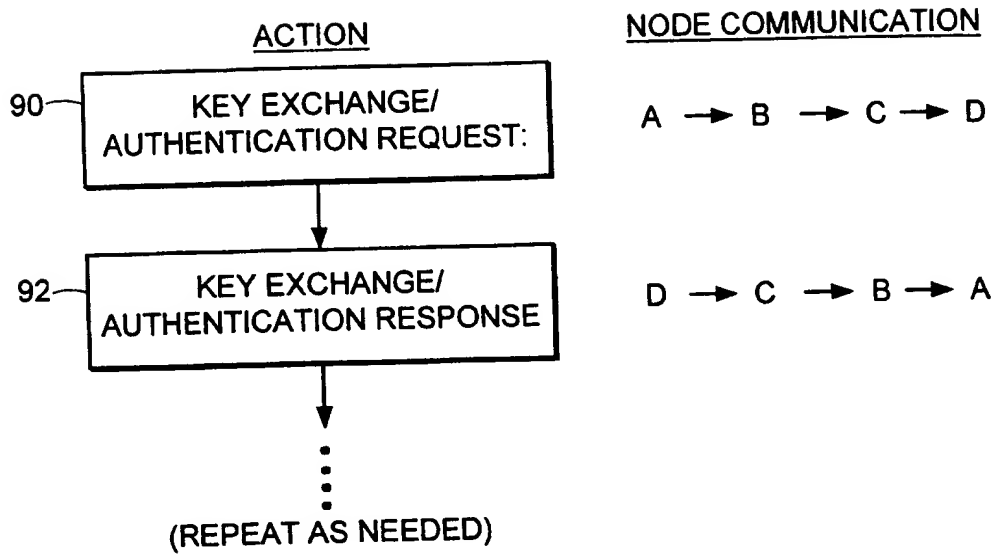 ACTION
NODE COMMUNICATION
90
KEY EXCHANGE/
AUTHENTICATION REQUEST:
A → B → C → D
92
KEY EXCHANGE/
AUTHENTICATION RESPONSE
D → C → B → A
(REPEAT AS NEEDED)